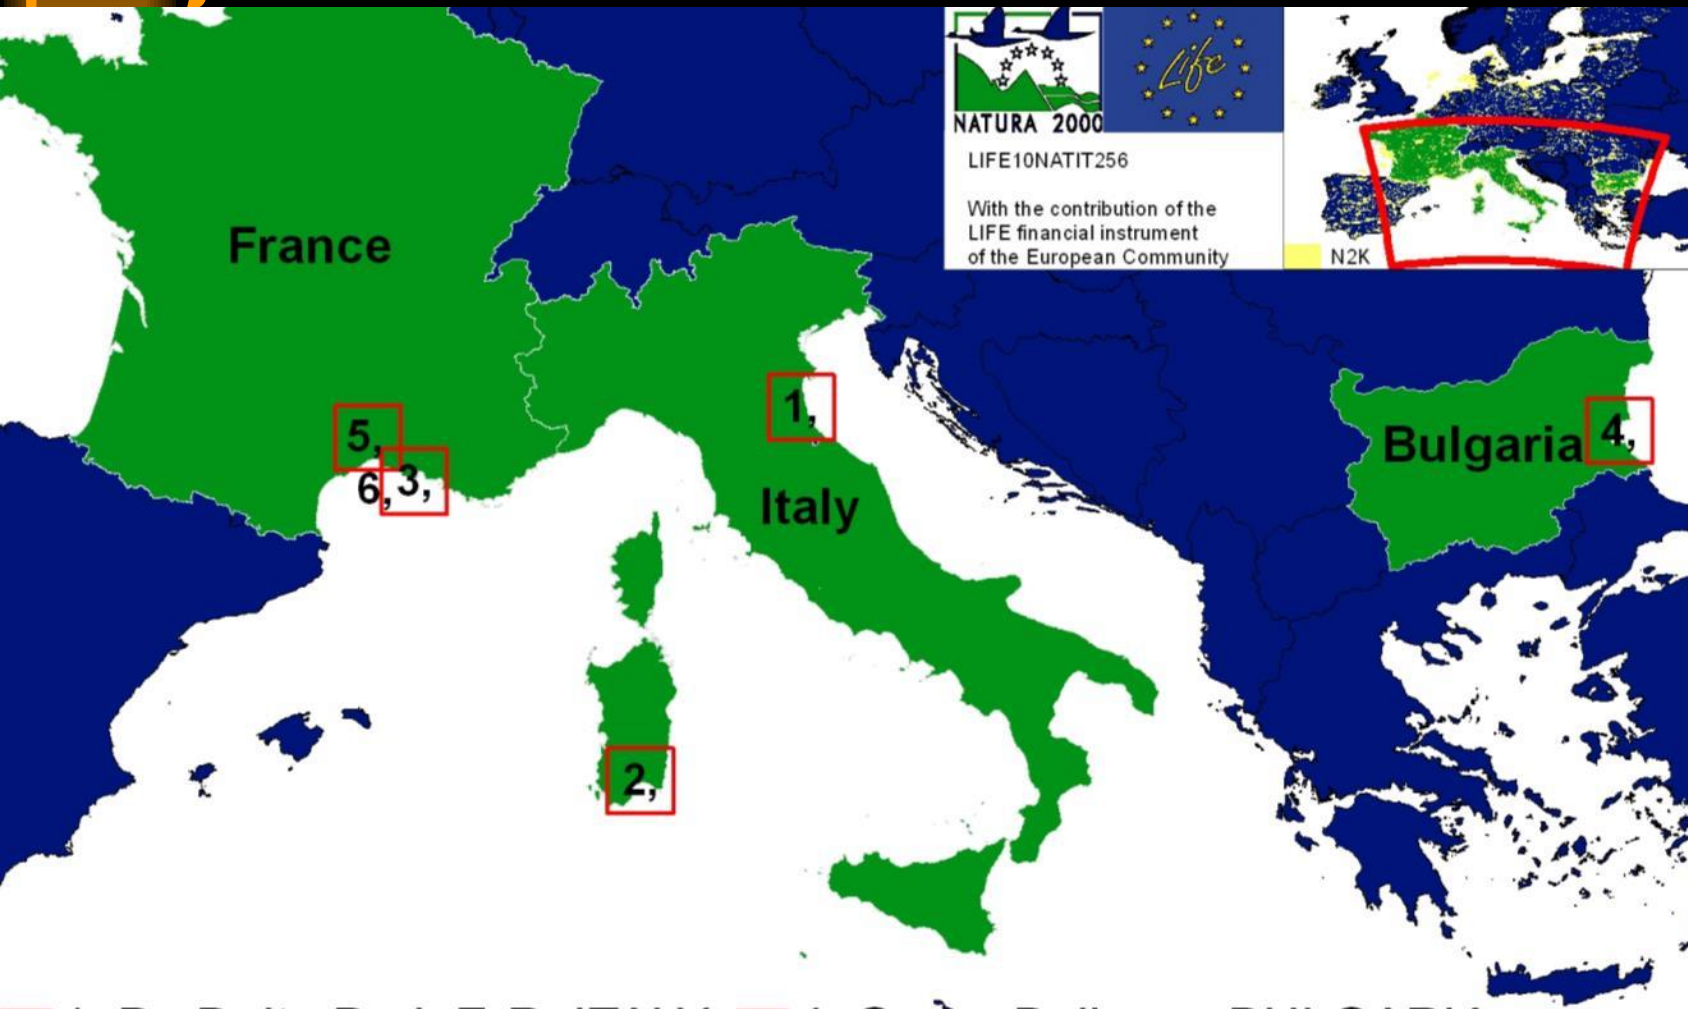 NATURA 2000
Life
LIFE10NATIT256
With the contribution of the
LIFE financial instrument
of the European Community
N2K
France
5,
6,
3,
1,
Italy
2,
Bulgaria
4,